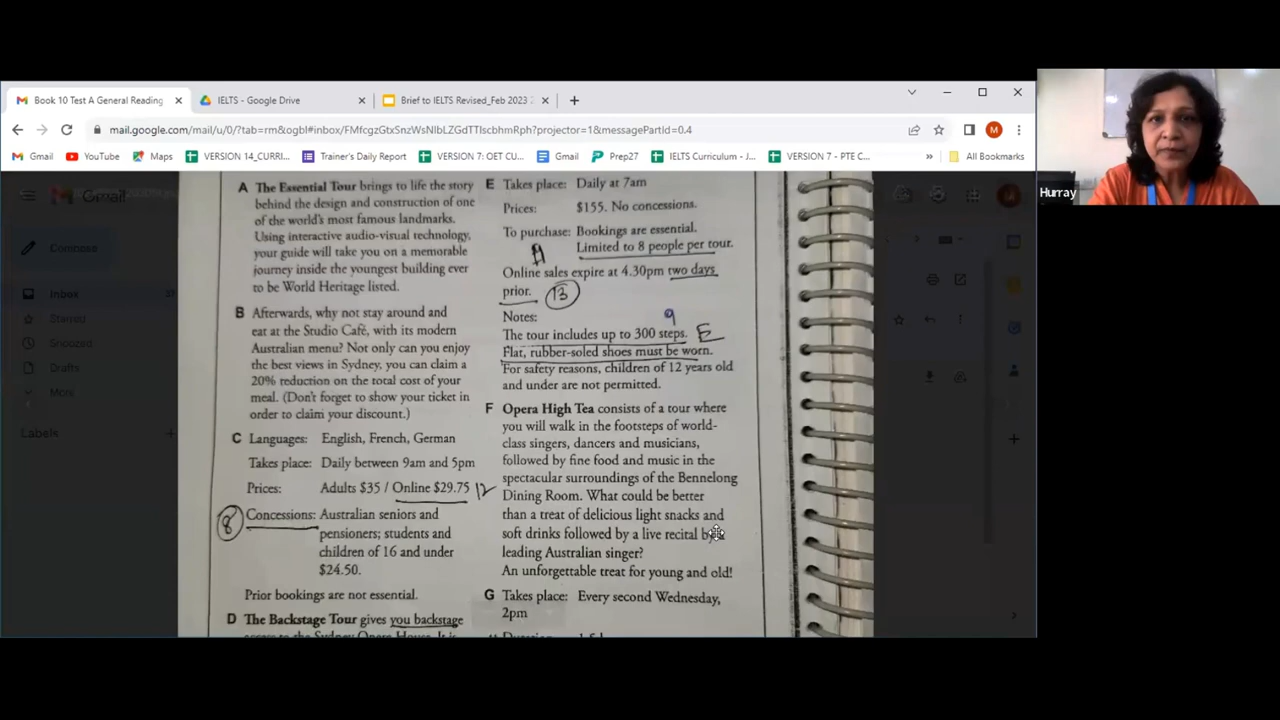 Book 10 Test A General Reading
IELTS - Google Drive
Brief to IELTS Revised_Feb 2023
mail.google.com/mail/u/0/?tab=rm&ogbl#inbox/FMfcgzGtxSnzWsNlbLZGdTTIscbhmRph?projector=1&messagePartId=0.4
M
Gmail
YouTube
Maps
VERSION 14_CURRI...
Trainer's Daily Report
VERSION 7: OET CU...
Gmail
Prep27
IELTS Curriculum - J...
VERSION 7 - PTE C...
»
All Bookmarks
Hurray
Gmail
Compose
Inbox
Starred
Snoozed
Drafts
More
Labels
A The Essential Tour brings to life the story
behind the design and construction of one
of the world's most famous landmarks.
Using interactive audio-visual technology,
your guide will take you on a memorable
journey inside the youngest building ever
to be World Heritage listed.
B Afterwards, why not stay around and
eat at the Studio Café, with its modern
Australian menu? Not only can you enjoy
the best views in Sydney, you can claim a
20% reduction on the total cost of your
meal. (Don't forget to show your ticket in
order to claim your discount.)
C Languages: English, French, German
Takes place: Daily between 9am and 5pm
Prices: Adults $35 / Online $29.75 12
8 Concessions: Australian seniors and
pensioners; students and
children of 16 and under
$24.50.
Prior bookings are not essential.
D The Backstage Tour gives you backstage
E Takes place: Daily at 7am
Prices: $155. No concessions.
To purchase: Bookings are essential.
Limited to 8 people per tour.
Online sales expire at 4.30pm two days
prior. 13
Notes: 9
The tour includes up to 300 steps. E
Flat, rubber-soled shoes must be worn.
For safety reasons, children of 12 years old
and under are not permitted.
F Opera High Tea consists of a tour where
you will walk in the footsteps of world-
class singers, dancers and musicians,
followed by fine food and music in the
spectacular surroundings of the Bennelong
Dining Room. What could be better
than a treat of delicious light snacks and
soft drinks followed by a live recital by a
leading Australian singer?
An unforgettable treat for young and old!
G Takes place: Every second Wednesday,
2pm